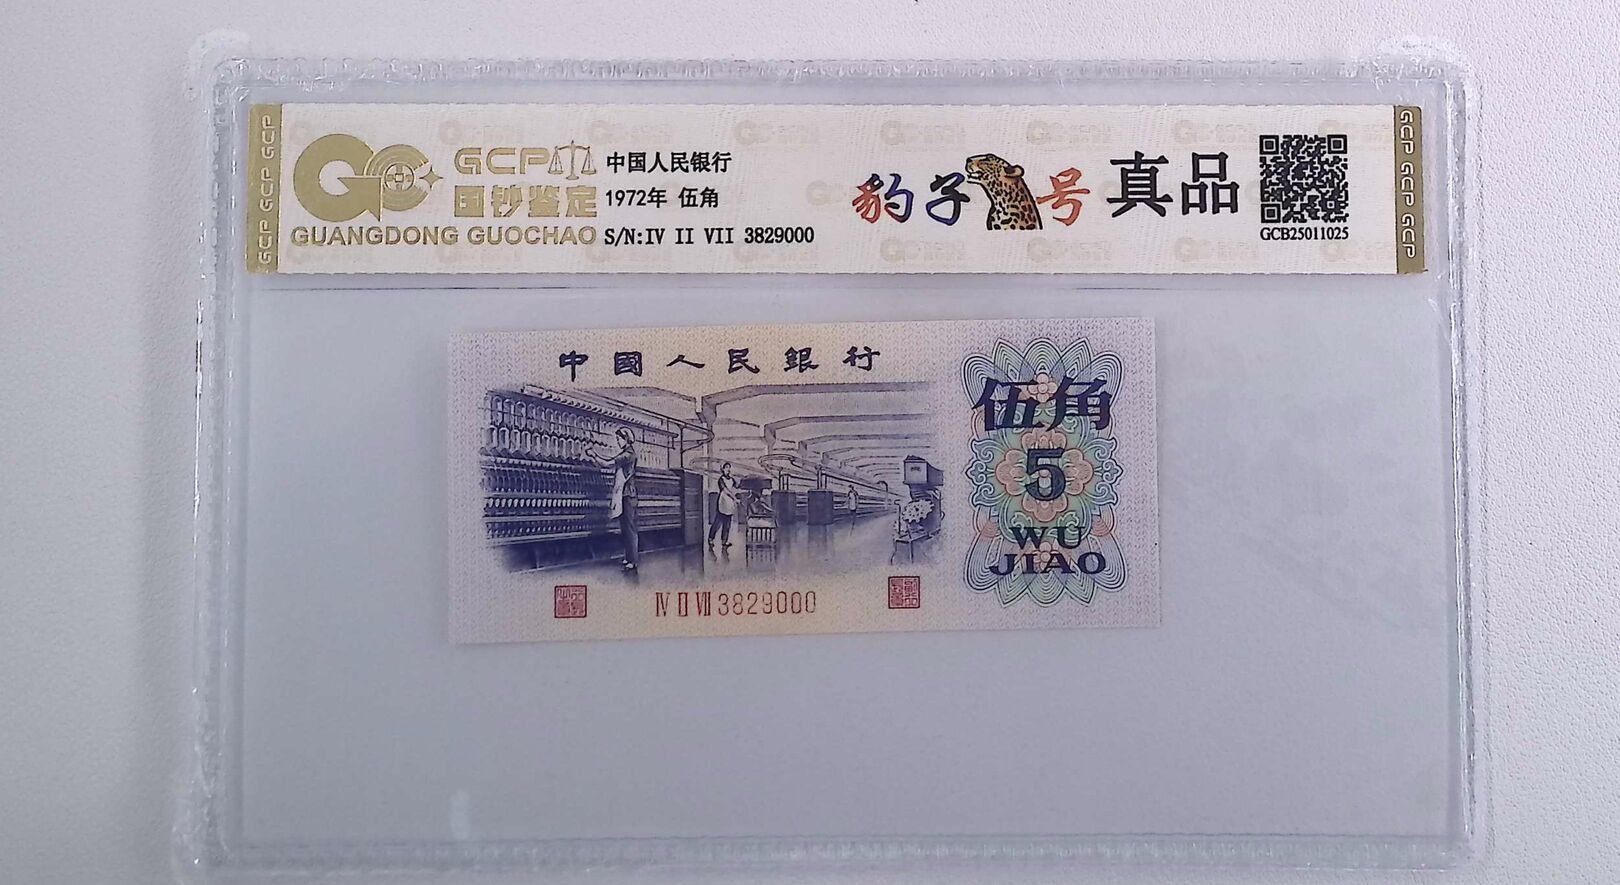 GCP GCP GCP
GCP
国钞鉴定
GUANGDONG GUOCHAO
中国人民银行
1972年 伍角
S/N:IV II VII 3829000
豹子号
真品
GCB25011025
GCP GCP GCP
中國人民銀行
伍角
5
WU
JIAO
Ⅳ Ⅱ Ⅶ 3829000